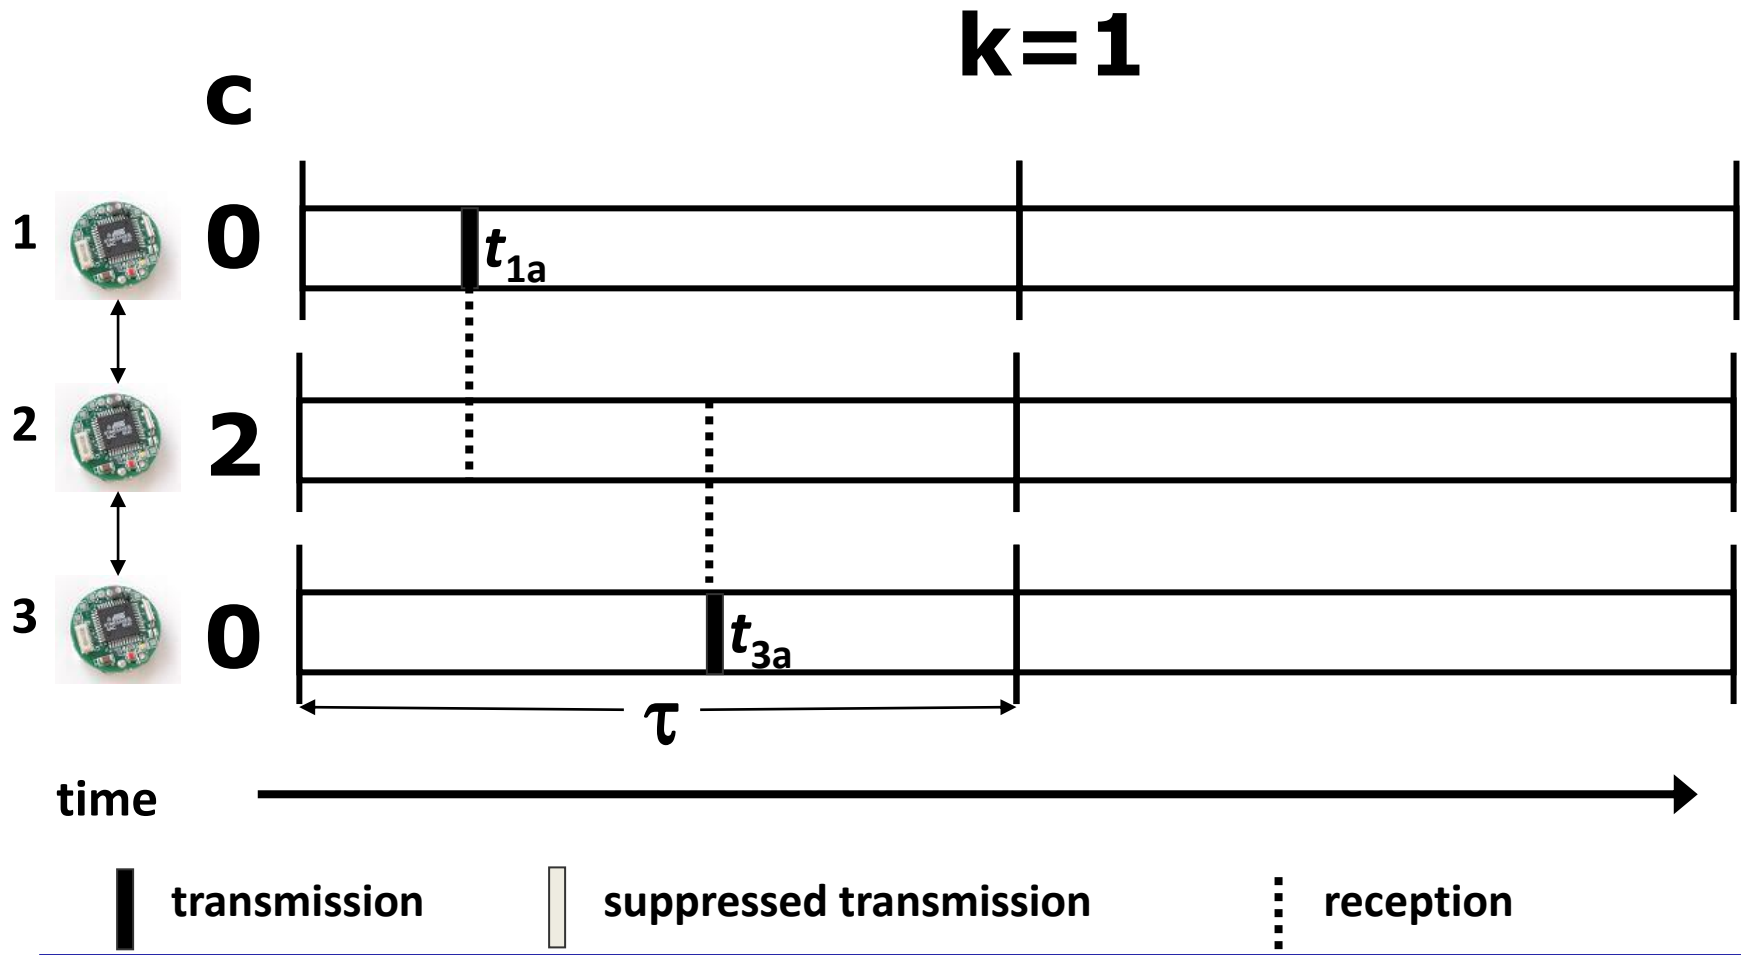 k=1
c
1 0 t1a
2 2
3 0 t3a
τ
time
transmission suppressed transmission reception